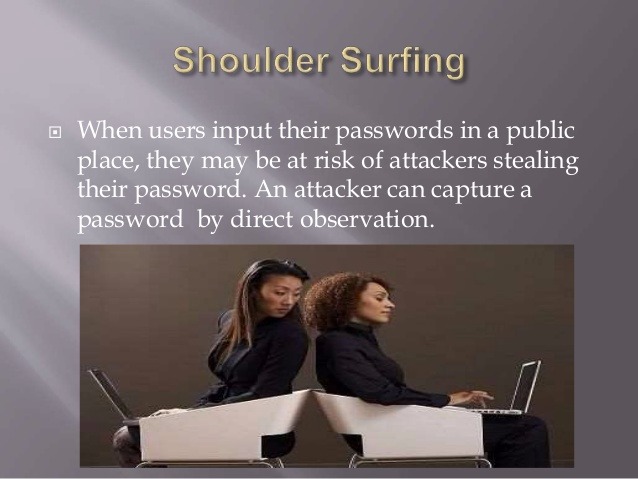 Shoulder Surfing
When users input their passwords in a public
place, they may be at risk of attackers stealing
their password. An attacker can capture a
password by direct observation.